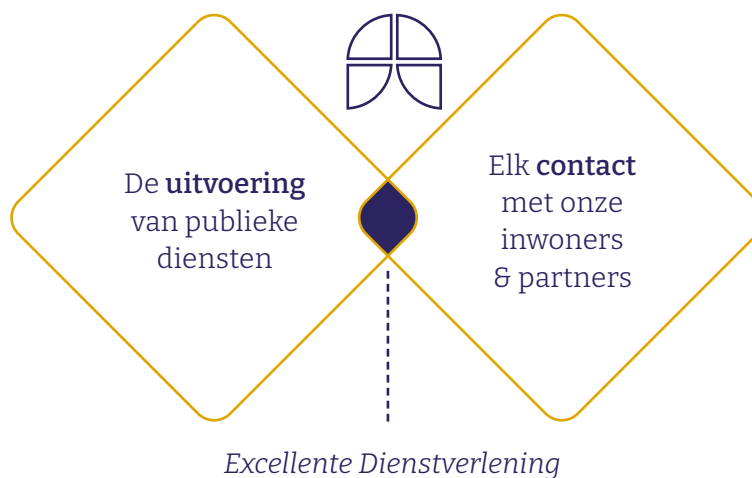 De uitvoering
van publieke
diensten
Elk contact
met onze
inwoners
& partners
Excellente Dienstverlening